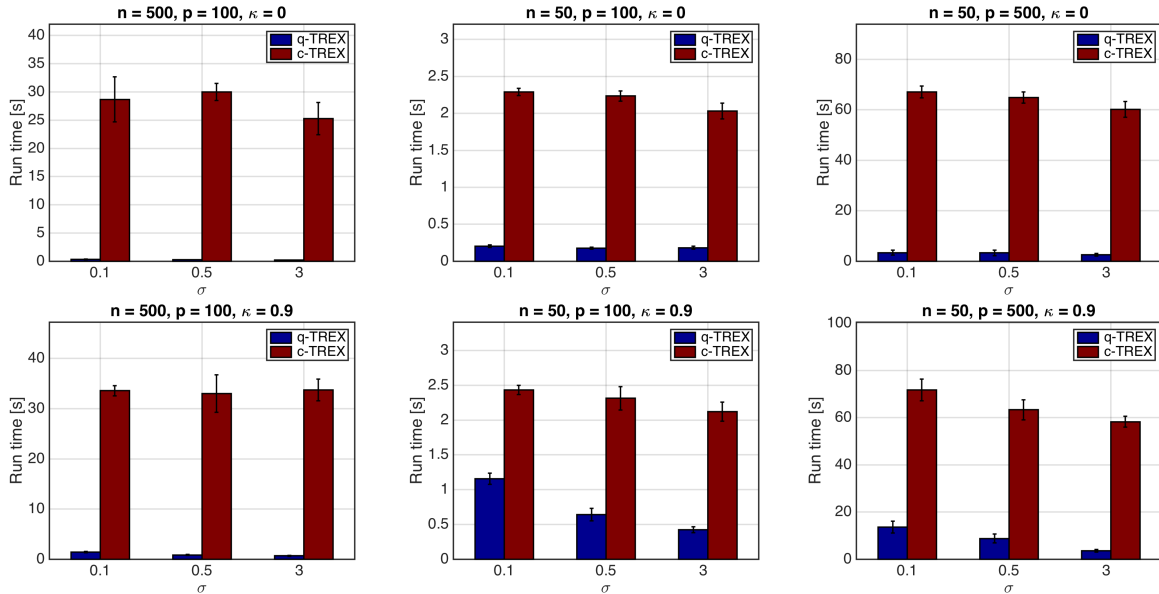 n = 500, p = 100, κ = 0
Run time [s]
40
35
30
25
20
15
10
5
0
q-TREX
c-TREX
0.1
0.5
3
σ
n = 50, p = 100, κ = 0
Run time [s]
3
2.5
2
1.5
1
0.5
0
q-TREX
c-TREX
0.1
0.5
3
σ
n = 50, p = 500, κ = 0
Run time [s]
80
60
40
20
0
q-TREX
c-TREX
0.1
0.5
3
σ
n = 500, p = 100, κ = 0.9
Run time [s]
40
30
20
10
0
q-TREX
c-TREX
0.1
0.5
3
σ
n = 50, p = 100, κ = 0.9
Run time [s]
3
2.5
2
1.5
1
0.5
0
q-TREX
c-TREX
0.1
0.5
3
σ
n = 50, p = 500, κ = 0.9
Run time [s]
100
80
60
40
20
0
q-TREX
c-TREX
0.1
0.5
3
σ